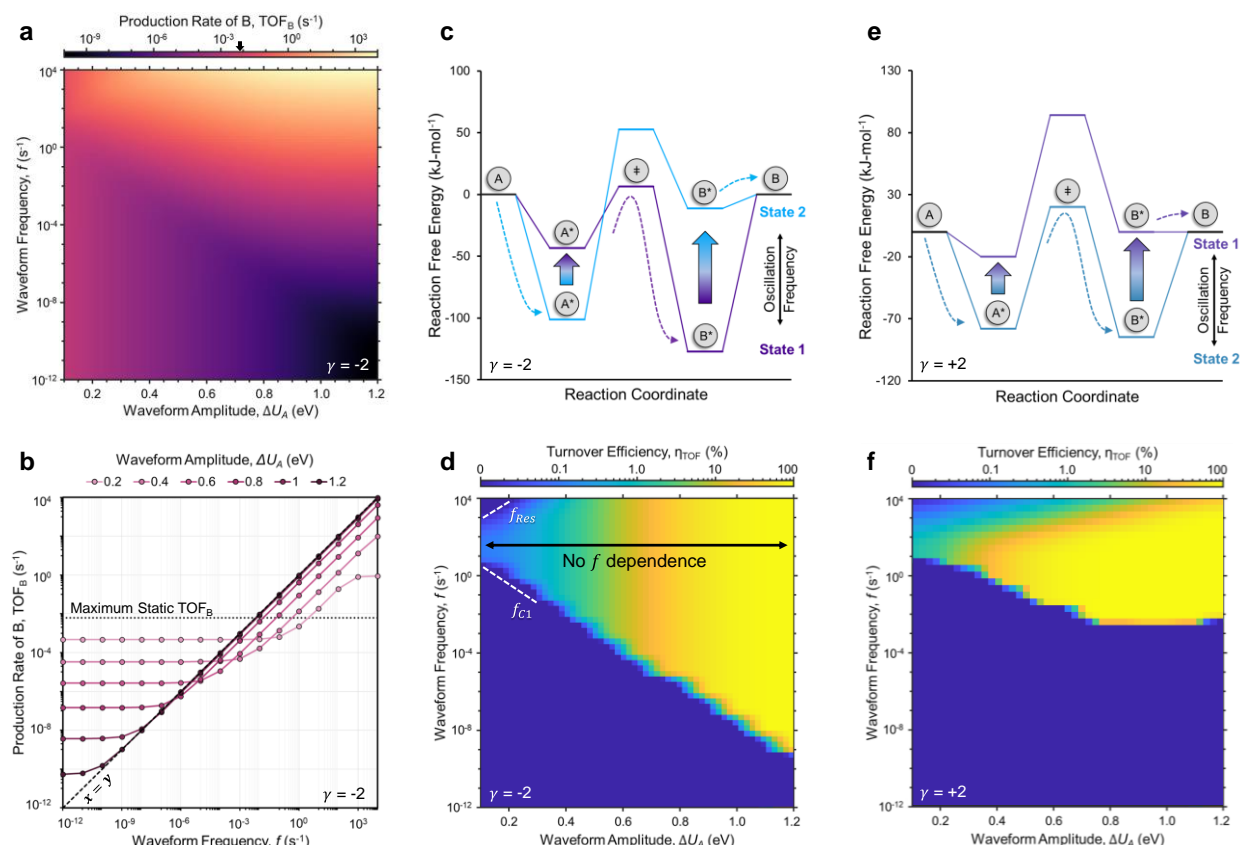 a
Production Rate of B, TOF_B (s⁻¹)
10⁻⁹ 10⁻⁶ 10⁻³ 10⁰ 10³
Waveform Frequency, f (s⁻¹)
10⁴
10⁰
10⁻⁴
10⁻⁸
10⁻¹²
γ = -2
0.2 0.4 0.6 0.8 1.0 1.2
Waveform Amplitude, ΔU_A (eV)
b
Waveform Amplitude, ΔU_A (eV)
0.2 0.4 0.6 0.8 1 1.2
Production Rate of B, TOF_B (s⁻¹)
10⁴
10⁰
10⁻⁴
10⁻⁸
10⁻¹²
Maximum Static TOF_B
x = y
γ = -2
10⁻¹² 10⁻⁹ 10⁻⁶ 10⁻³ 10⁰ 10³
Waveform Frequency, f (s⁻¹)
c
Reaction Free Energy (kJ-mol⁻¹)
100
50
0
-50
-100
-150
A
A*
A*
‡
B*
B*
B
State 2
Oscillation
Frequency
State 1
γ = -2
Reaction Coordinate
d
Turnover Efficiency, η_TOF (%)
0 0.1 1.0 10 100
Waveform Frequency, f (s⁻¹)
10⁴
10⁰
10⁻⁴
10⁻⁸
10⁻¹²
f_Res
No f dependence
f_C1
γ = -2
0.2 0.4 0.6 0.8 1.0 1.2
Waveform Amplitude, ΔU_A (eV)
e
Reaction Free Energy (kJ-mol⁻¹)
130
80
30
-20
-70
-120
A
A*
‡
B*
B*
B
State 1
Oscillation
Frequency
State 2
γ = +2
Reaction Coordinate
f
Turnover Efficiency, η_TOF (%)
0 0.1 1.0 10 100
Waveform Frequency, f (s⁻¹)
10⁴
10⁰
10⁻⁴
10⁻⁸
10⁻¹²
γ = +2
0.2 0.4 0.6 0.8 1.0 1.2
Waveform Amplitude, ΔU_A (eV)